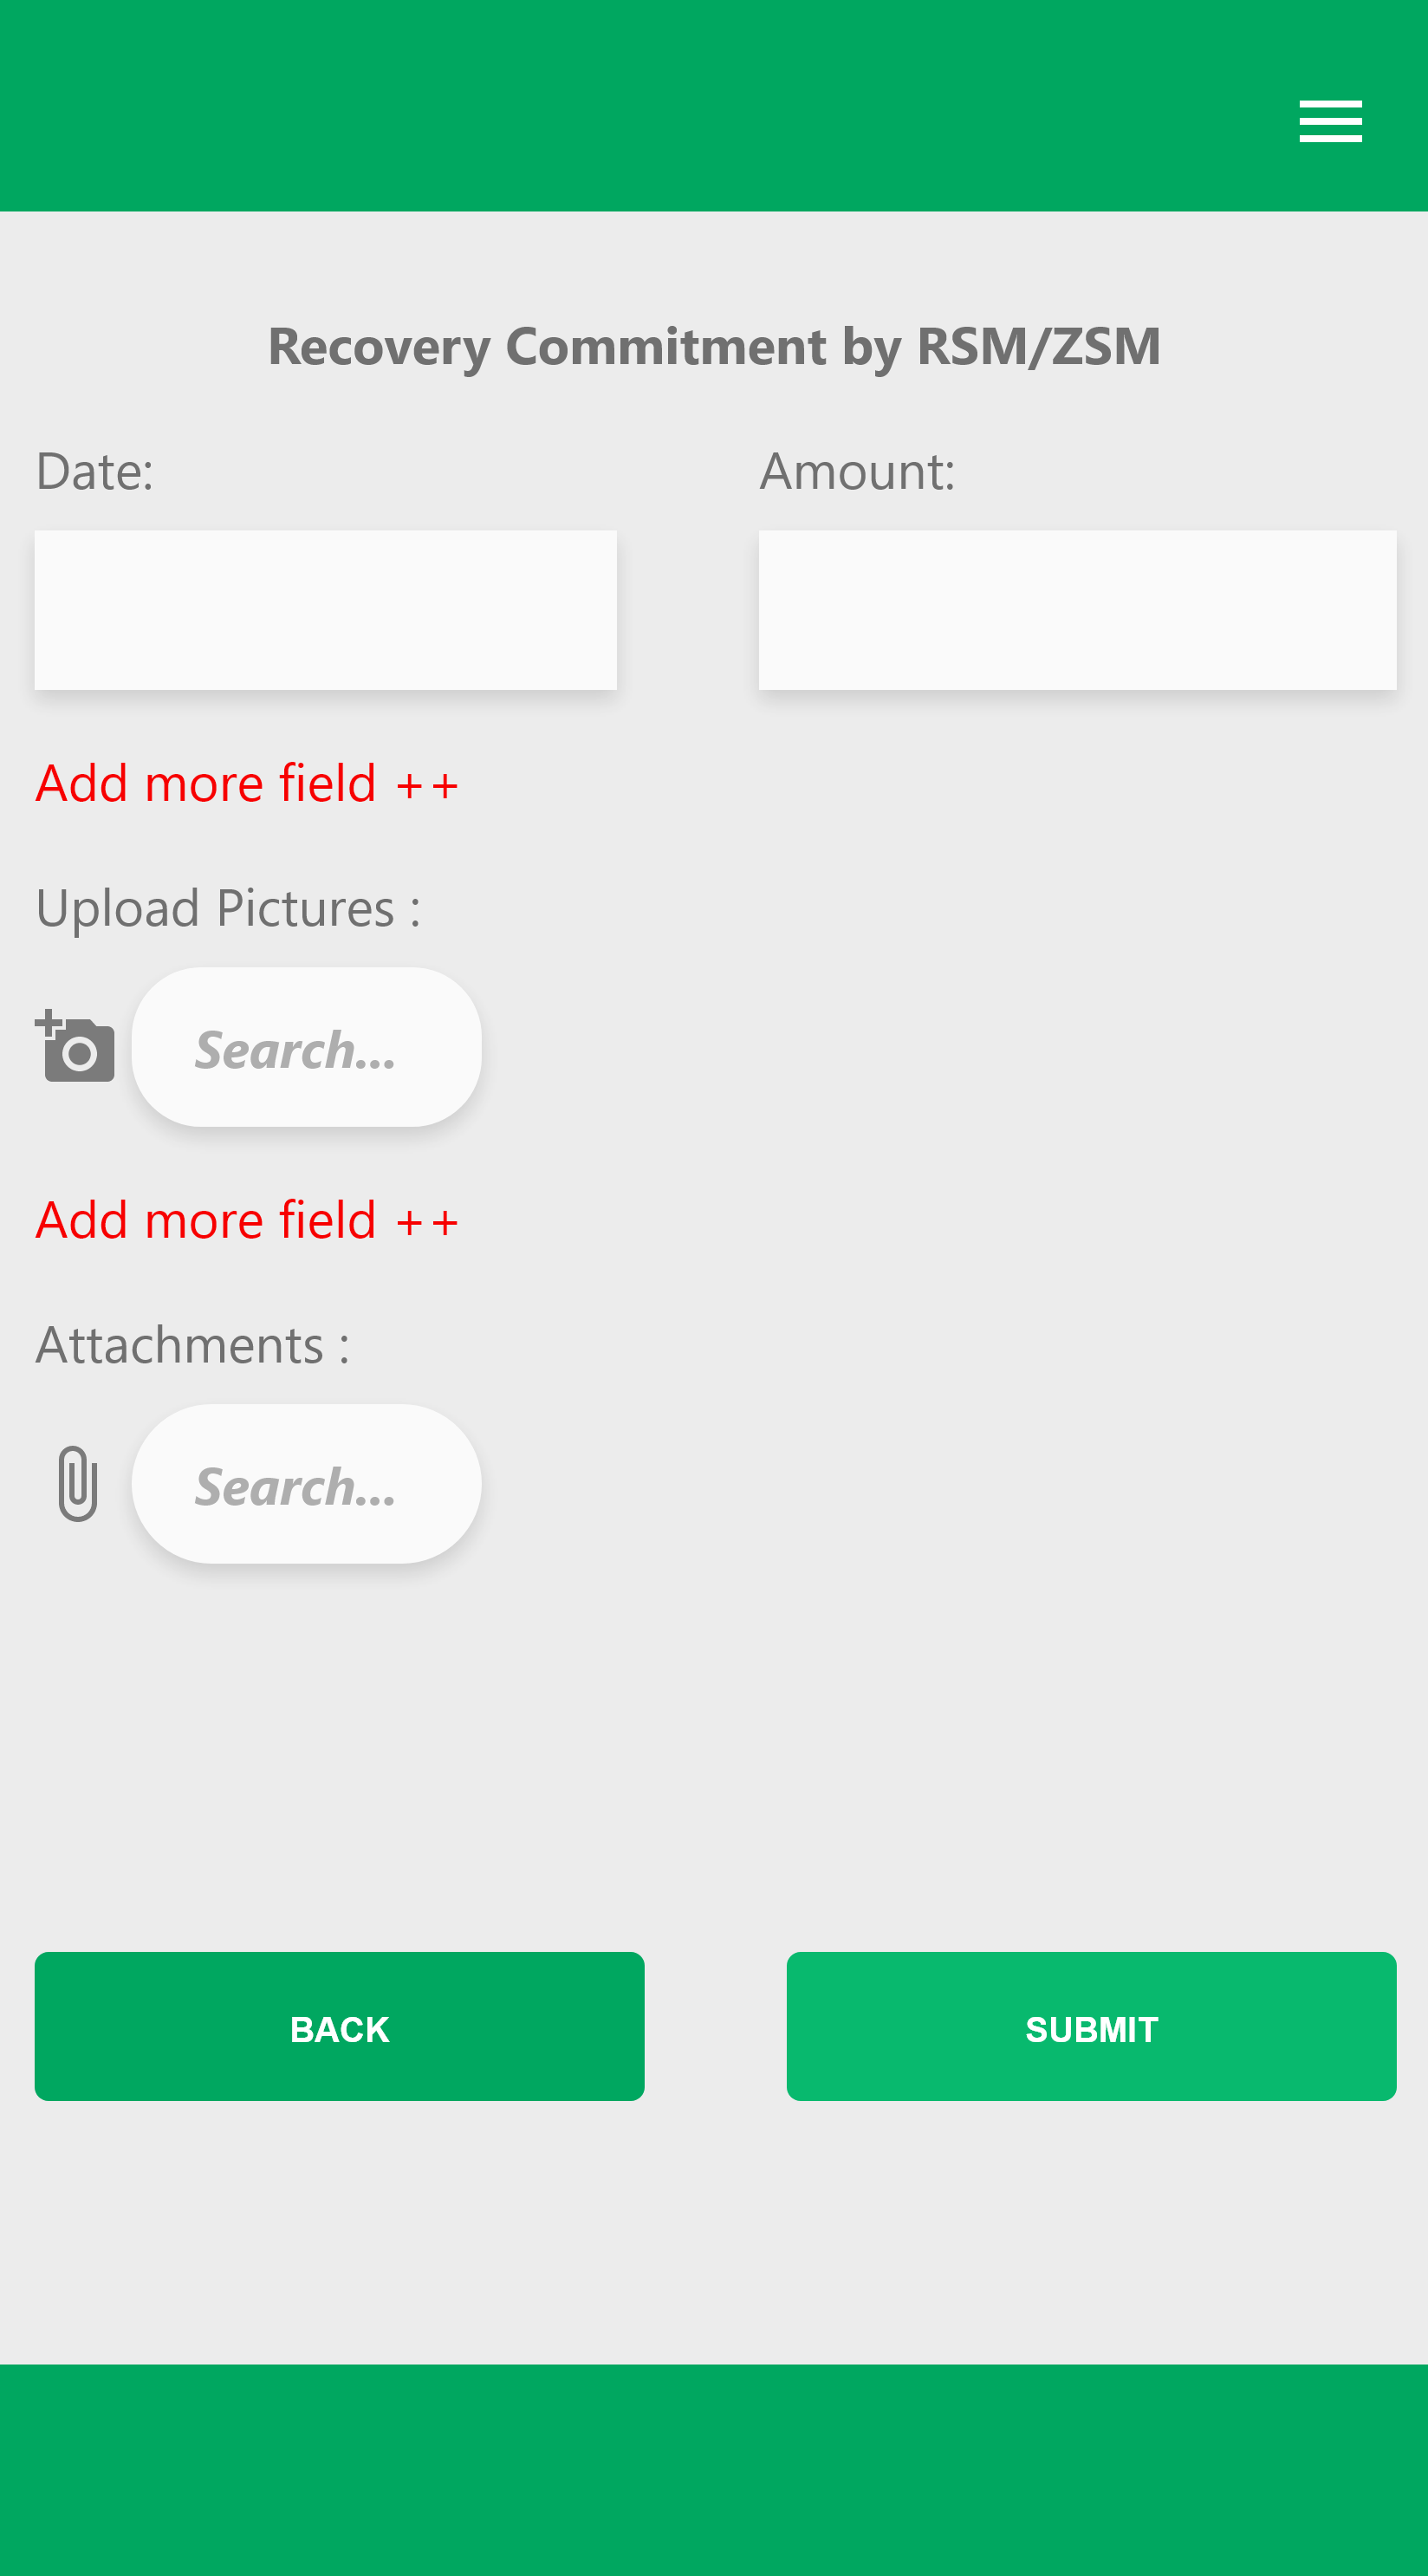 Recovery Commitment by RSM/ZSM
Date: Amount:
Add more field ++
Upload Pictures :
Search...
Add more field ++
Attachments :
Search...
BACK SUBMIT